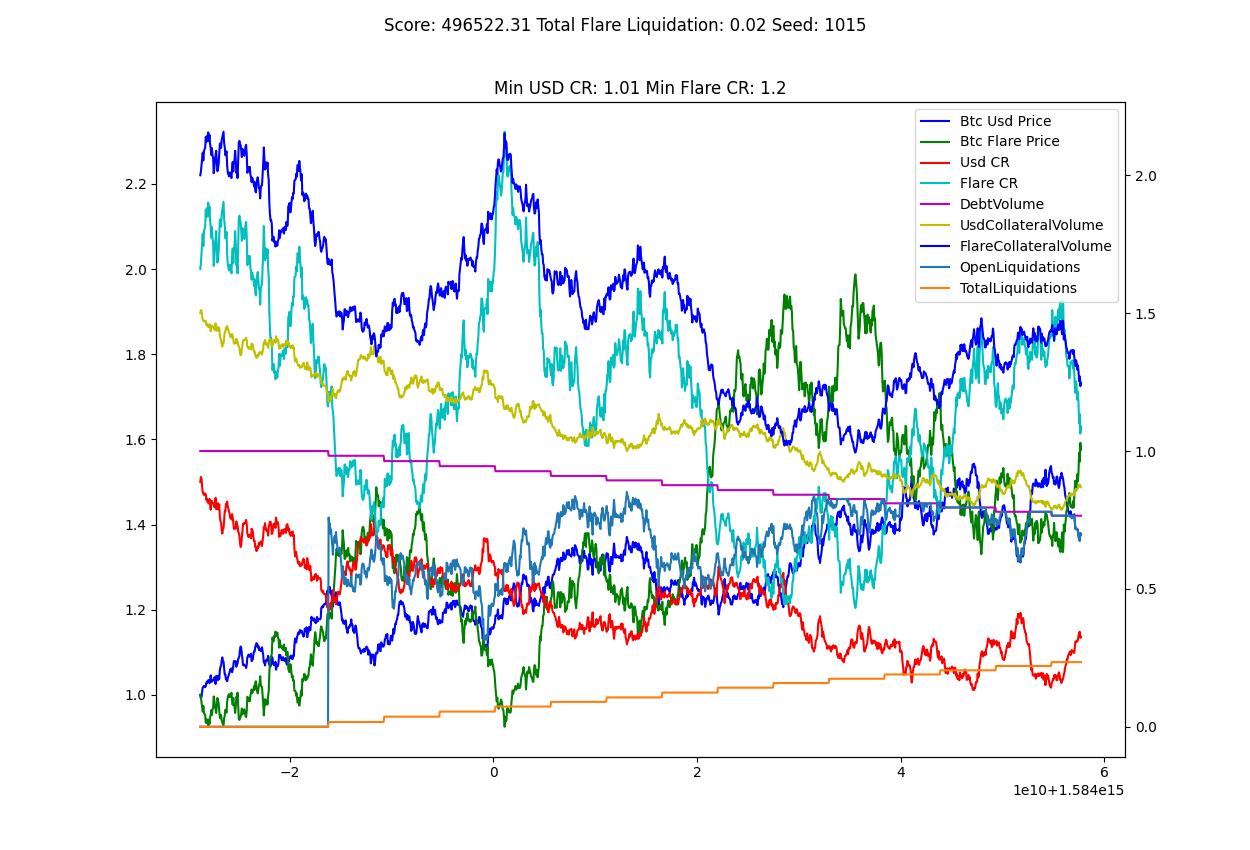 Score: 496522.31 Total Flare Liquidation: 0.02 Seed: 1015
Min USD CR: 1.01 Min Flare CR: 1.2
Btc Usd Price
Btc Flare Price
Usd CR
Flare CR
DebtVolume
UsdCollateralVolume
FlareCollateralVolume
OpenLiquidations
TotalLiquidations
2.2
2.0
1.8
1.6
1.4
1.2
1.0
2.0
1.5
1.0
0.5
0.0
−2 0 2 4 6
1e10+1.584e15